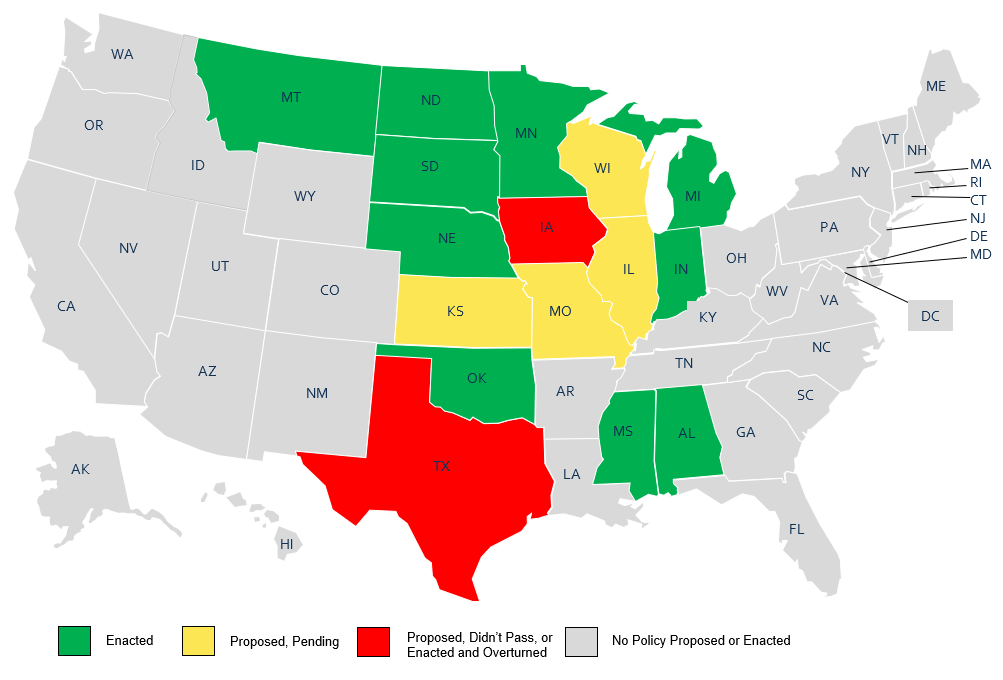 WA
ME
MT
ND
OR
MN
VT
NH
ID
SD
WI
MA
NY
RI
WY
MI
CT
NJ
NV
NE
IA
PA
DE
MD
UT
CO
IL
IN
OH
WV
VA
CA
KS
MO
KY
DC
NC
AZ
NM
OK
AR
TN
SC
MS
AL
GA
AK
TX
LA
FL
HI
Enacted
Proposed, Pending
Proposed, Didn't Pass, or
Enacted and Overturned
No Policy Proposed or Enacted